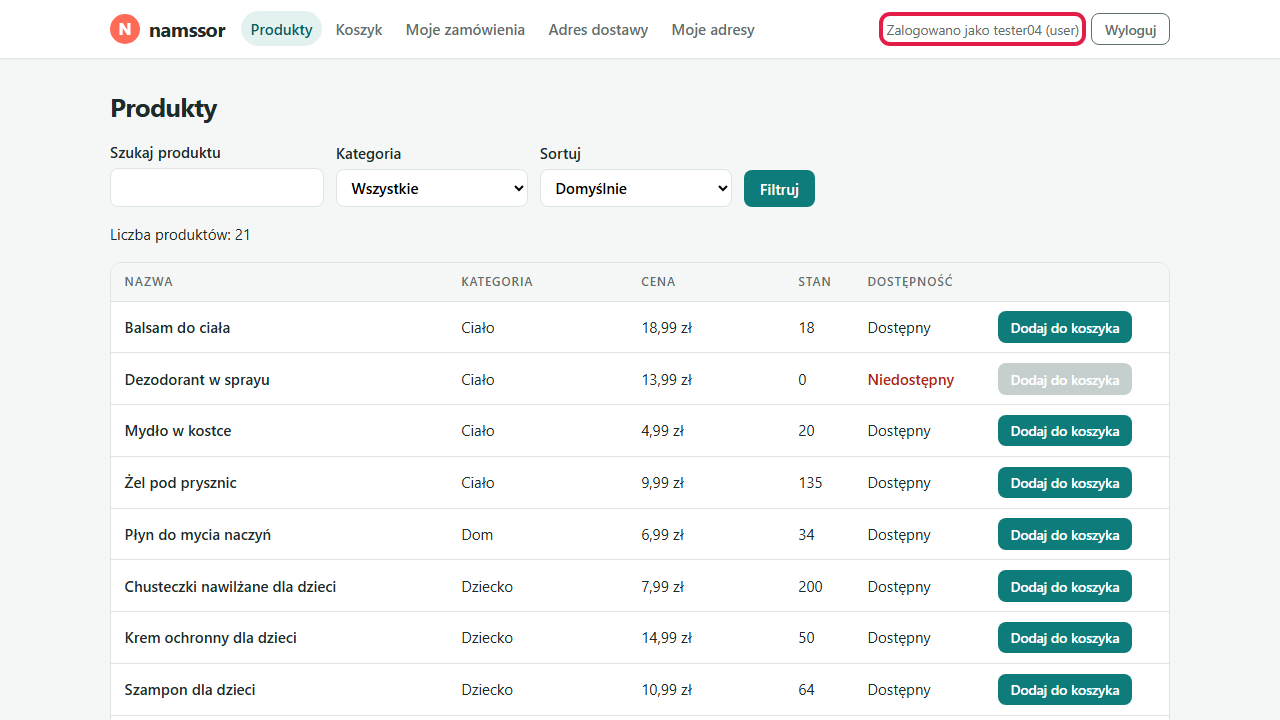 N namssor Produkty Koszyk Moje zamówienia Adres dostawy Moje adresy Zalogowano jako tester04 (user) Wyloguj
Produkty
Szukaj produktu Kategoria Sortuj
Wszystkie Domyślnie Filtruj
Liczba produktów: 21
NAZWA KATEGORIA CENA STAN DOSTĘPNOŚĆ
Balsam do ciała Ciało 18,99 zł 18 Dostępny Dodaj do koszyka
Dezodorant w sprayu Ciało 13,99 zł 0 Niedostępny Dodaj do koszyka
Mydło w kostce Ciało 4,99 zł 20 Dostępny Dodaj do koszyka
Żel pod prysznic Ciało 9,99 zł 135 Dostępny Dodaj do koszyka
Płyn do mycia naczyń Dom 6,99 zł 34 Dostępny Dodaj do koszyka
Chusteczki nawilżane dla dzieci Dziecko 7,99 zł 200 Dostępny Dodaj do koszyka
Krem ochronny dla dzieci Dziecko 14,99 zł 50 Dostępny Dodaj do koszyka
Szampon dla dzieci Dziecko 10,99 zł 64 Dostępny Dodaj do koszyka